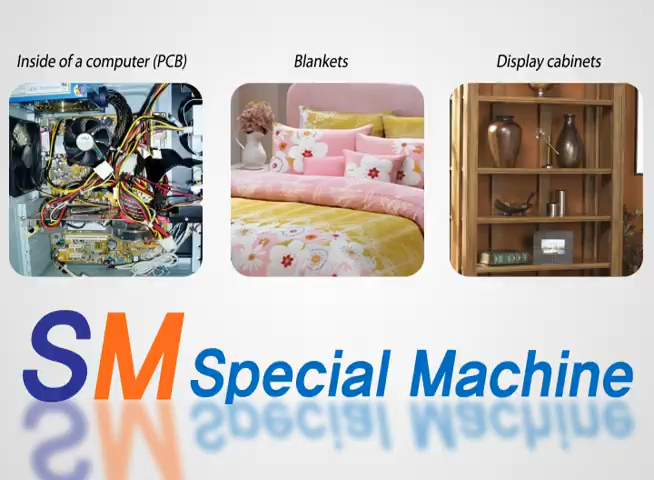 Inside of a computer (PCB)
Blankets
Display cabinets
SM Special Machine